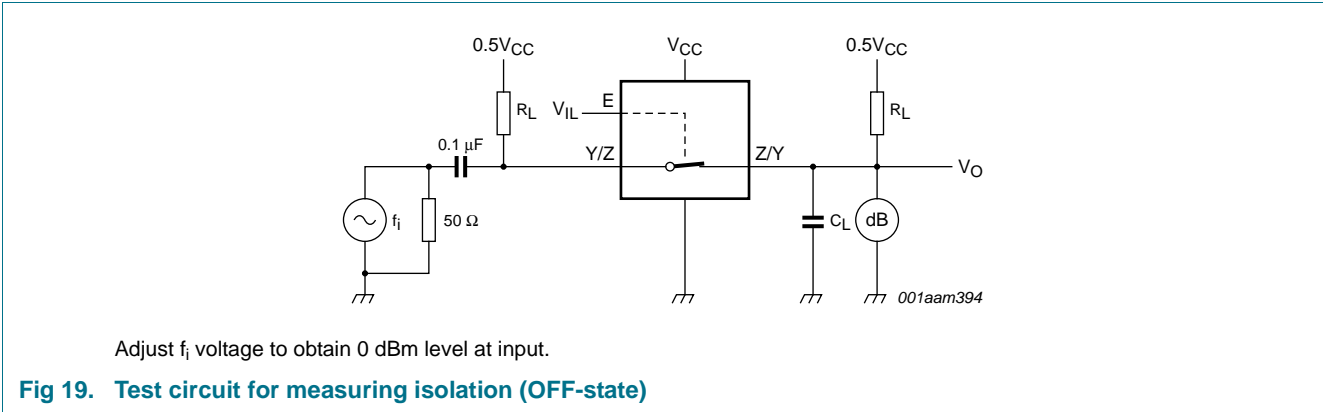 0.5VCC
VCC
0.5VCC
RL
E
VIL
RL
0.1 μF
Y/Z
Z/Y
VO
fi
50 Ω
CL
dB
001aam394
Adjust fi voltage to obtain 0 dBm level at input.
Fig 19. Test circuit for measuring isolation (OFF-state)